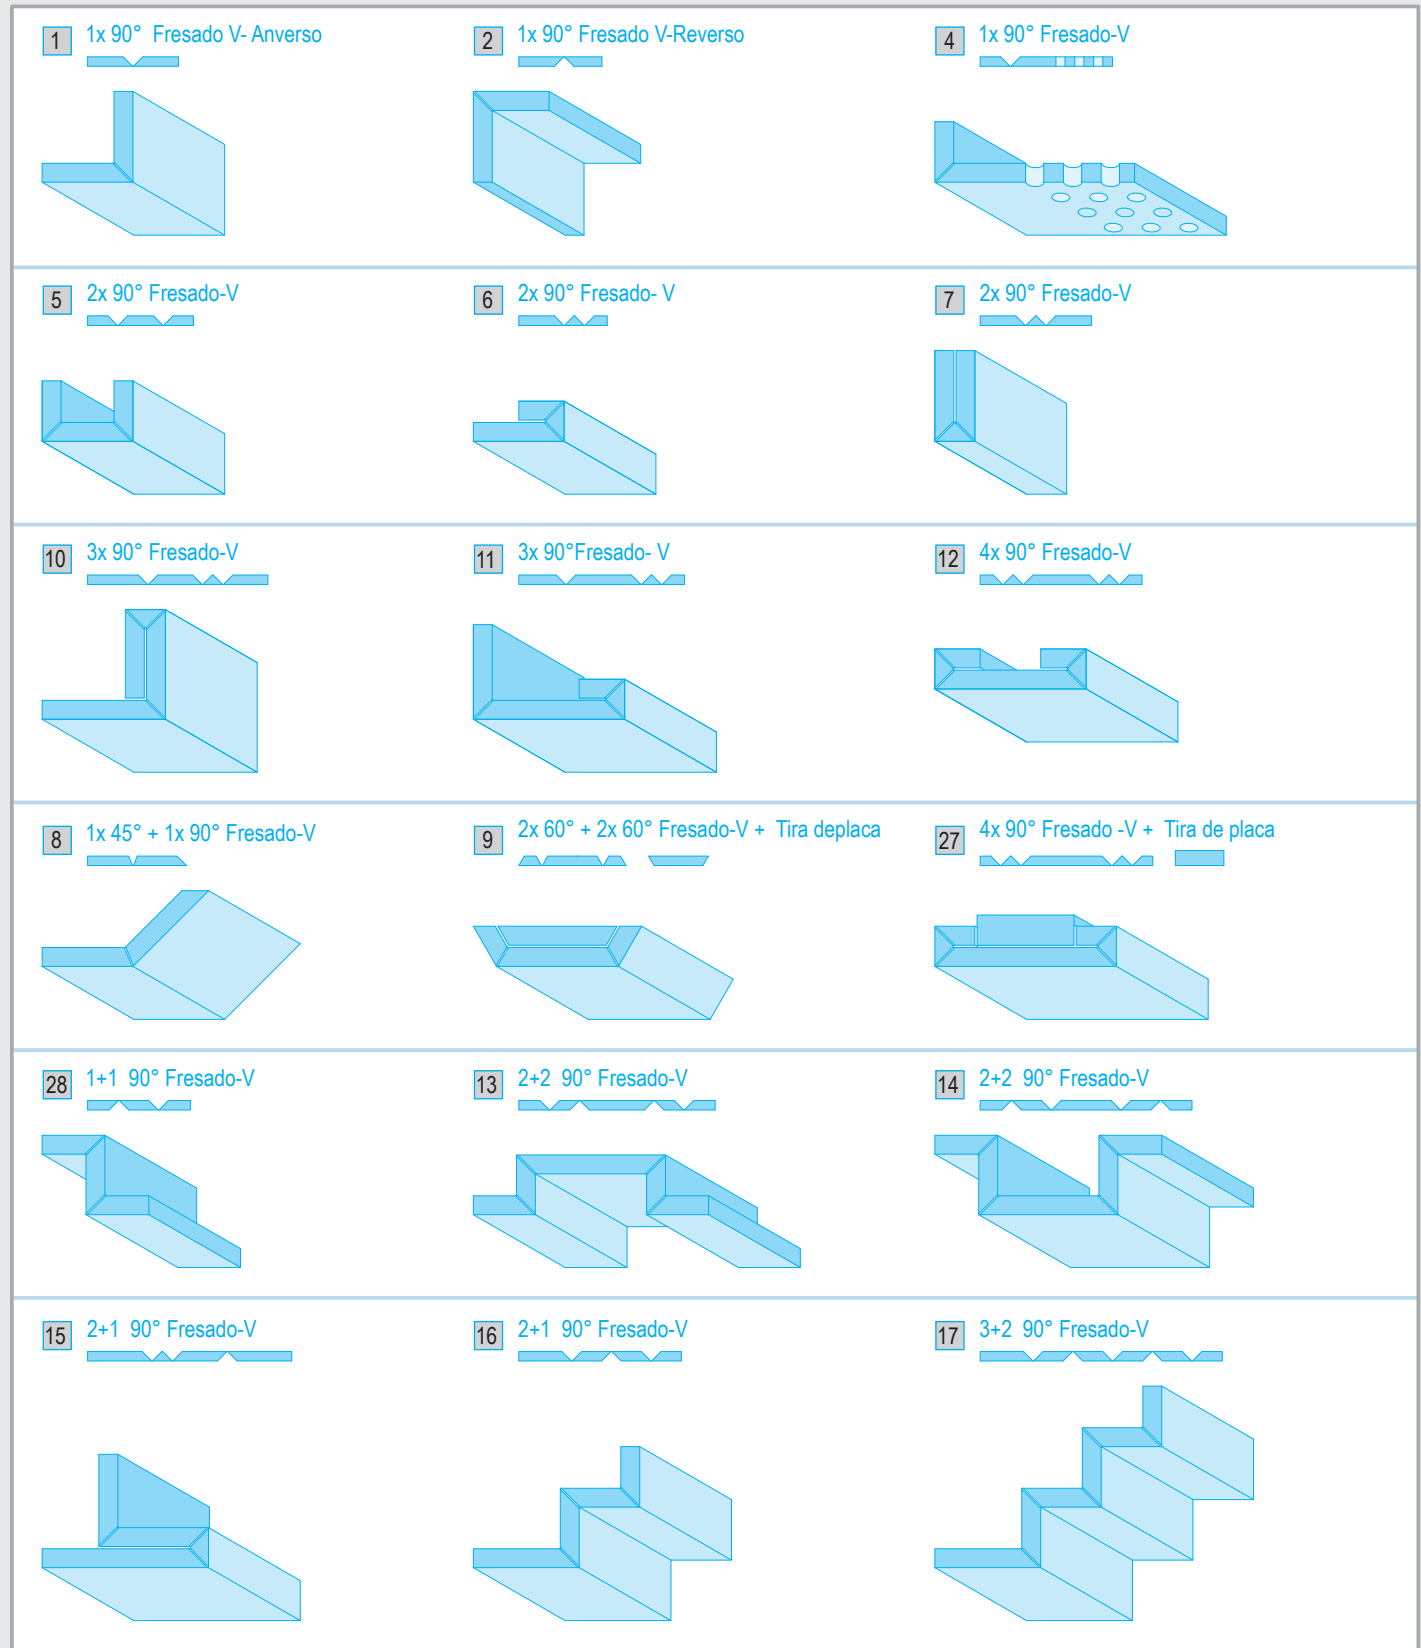 1 1x 90° Fresado V- Anverso
2 1x 90° Fresado V-Reverso
4 1x 90° Fresado-V
5 2x 90° Fresado-V
6 2x 90° Fresado- V
7 2x 90° Fresado-V
10 3x 90° Fresado-V
11 3x 90°Fresado- V
12 4x 90° Fresado-V
8 1x 45° + 1x 90° Fresado-V
9 2x 60° + 2x 60° Fresado-V + Tira deplaca
27 4x 90° Fresado -V + Tira de placa
28 1+1 90° Fresado-V
13 2+2 90° Fresado-V
14 2+2 90° Fresado-V
15 2+1 90° Fresado-V
16 2+1 90° Fresado-V
17 3+2 90° Fresado-V